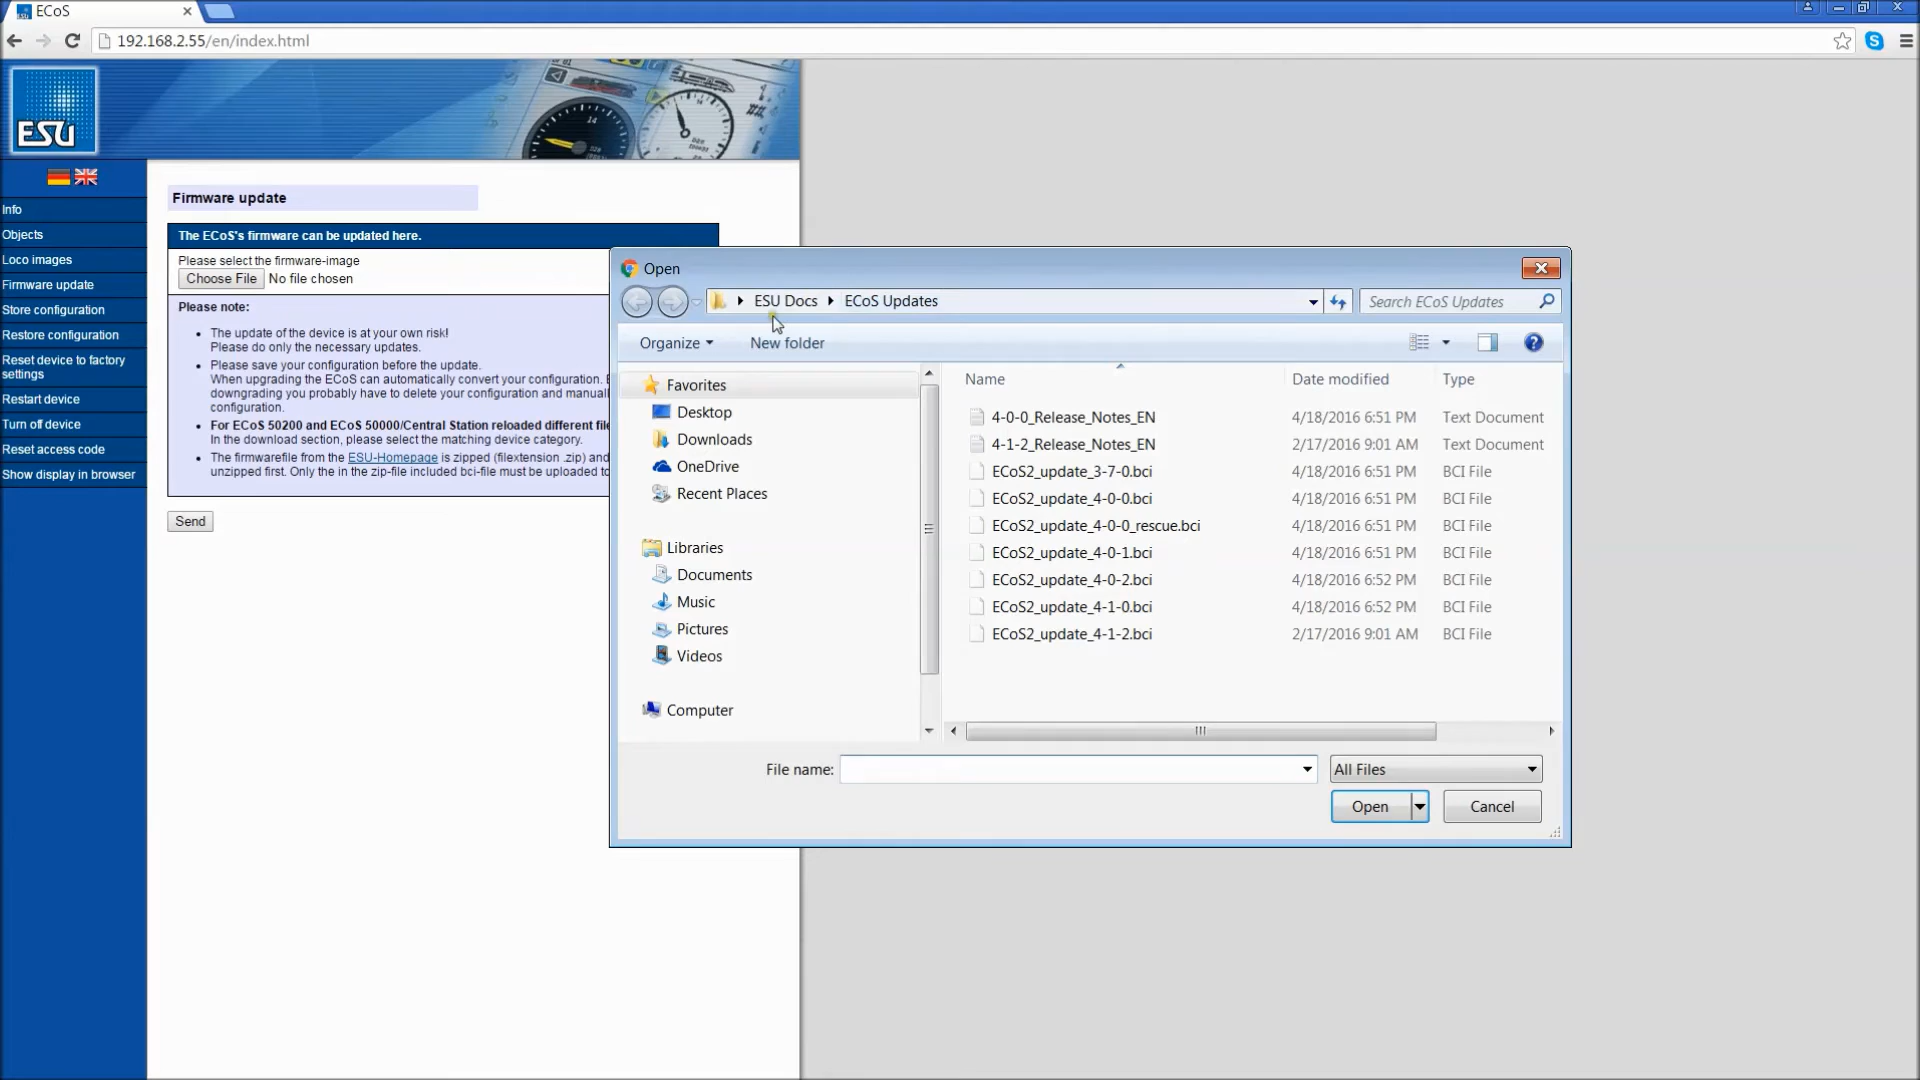 ECoS
192.168.2.55/en/index.html
ESU
Info
Objects
Loco images
Firmware update
Store configuration
Restore configuration
Reset device to factory
settings
Restart device
Turn off device
Reset access code
Show display in browser
Firmware update
The ECoS's firmware can be updated here.
Please select the firmware-image
Choose File No file chosen
Please note:
The update of the device is at your own risk!
Please do only the necessary updates.
Please save your configuration before the update.
When upgrading the ECoS can automatically convert your configuration.
downgrading you probably have to delete your configuration and manuall
configuration.
For ECoS 50200 and ECoS 50000/Central Station reloaded different file
In the download section, please select the matching device category.
The firmwarefile from the ESU-Homepage is zipped (filextension .zip) and
unzipped first. Only the in the zip-file included bci-file must be uploaded to
Send
Open
ESU Docs ECoS Updates
Search ECoS Updates
Organize New folder
Favorites
Desktop
Downloads
OneDrive
Recent Places
Libraries
Documents
Music
Pictures
Videos
Computer
Name Date modified Type
4-0-0_Release_Notes_EN 4/18/2016 6:51 PM Text Document
4-1-2_Release_Notes_EN 2/17/2016 9:01 AM Text Document
ECoS2_update_3-7-0.bci 4/18/2016 6:51 PM BCI File
ECoS2_update_4-0-0.bci 4/18/2016 6:51 PM BCI File
ECoS2_update_4-0-0_rescue.bci 4/18/2016 6:51 PM BCI File
ECoS2_update_4-0-1.bci 4/18/2016 6:51 PM BCI File
ECoS2_update_4-0-2.bci 4/18/2016 6:52 PM BCI File
ECoS2_update_4-1-0.bci 4/18/2016 6:52 PM BCI File
ECoS2_update_4-1-2.bci 2/17/2016 9:01 AM BCI File
File name: All Files
Open Cancel